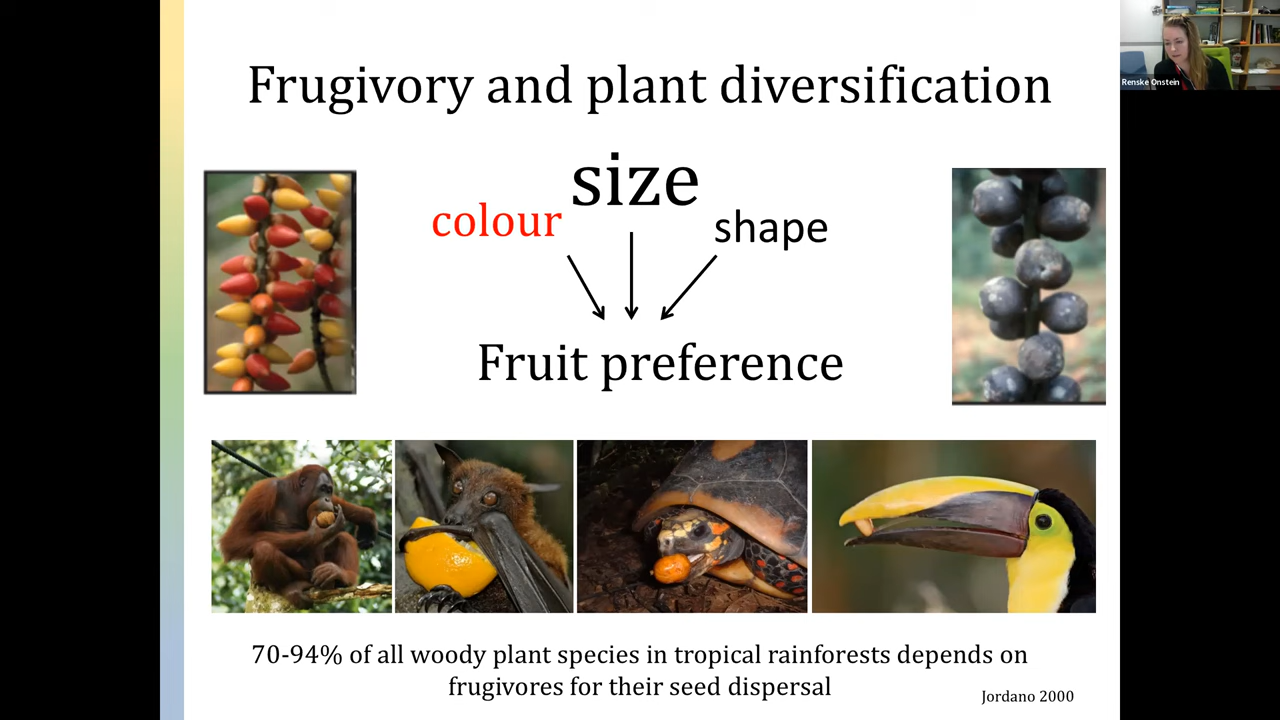 Frugivory and plant diversification
size
colour
shape
Fruit preference
70-94% of all woody plant species in tropical rainforests depends on
frugivores for their seed dispersal
Jordano 2000
Renske Onstein